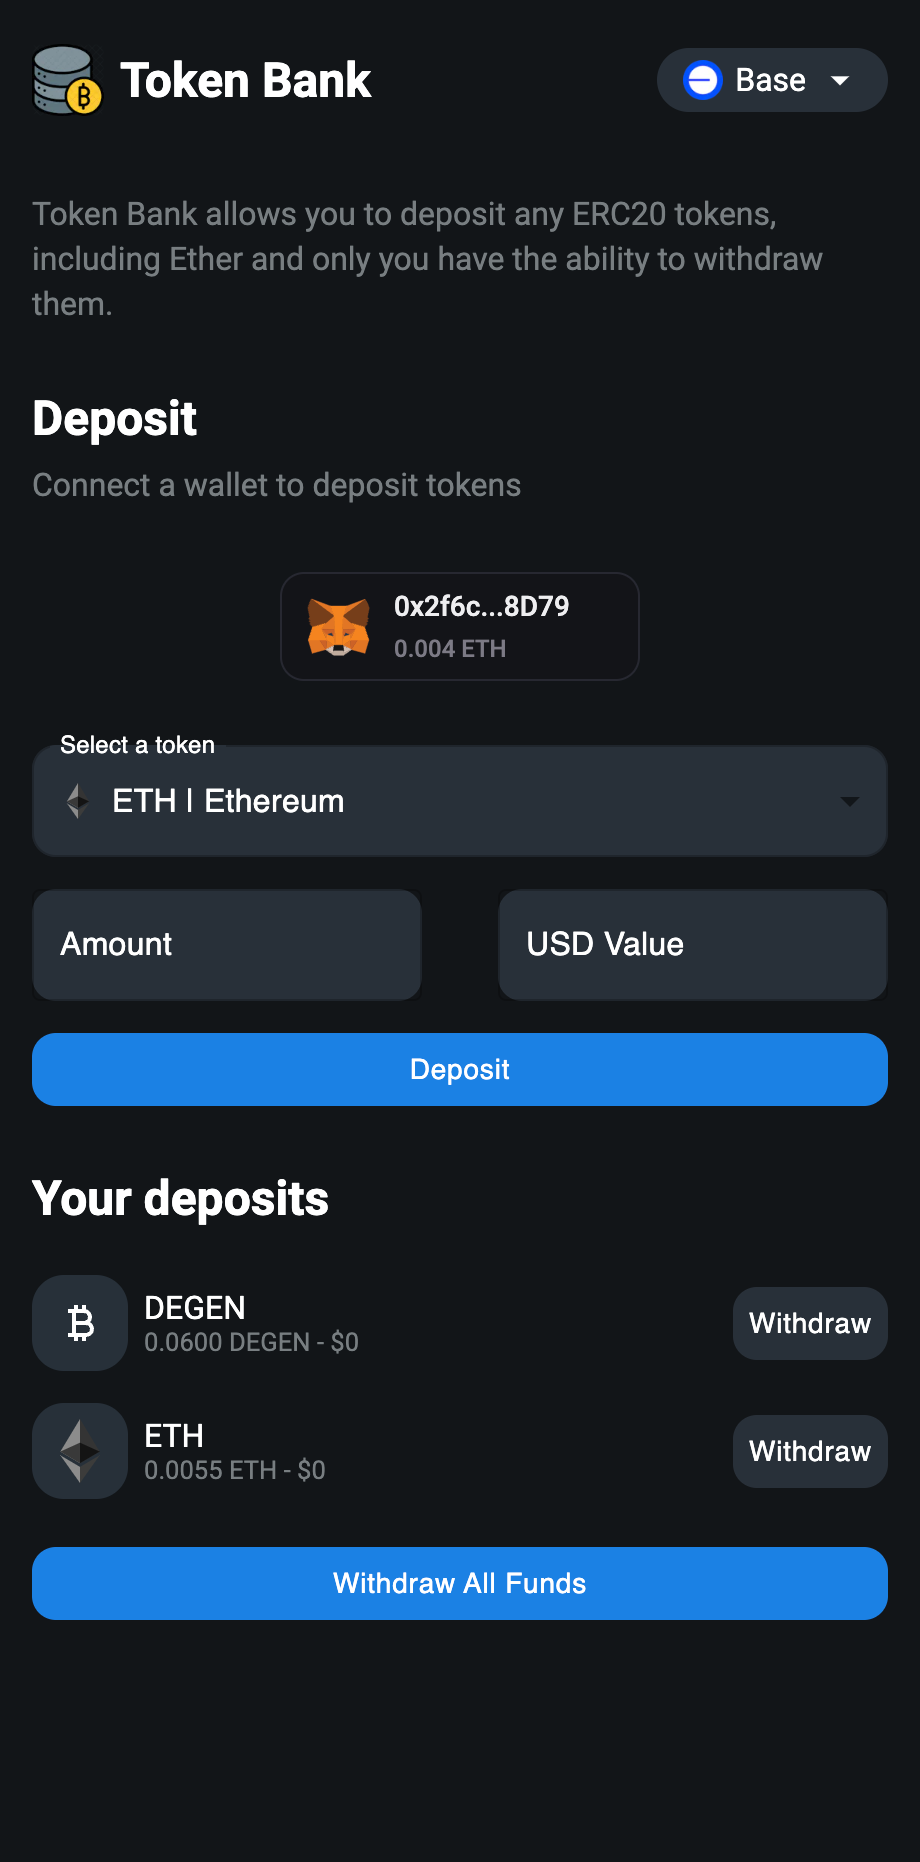 Token Bank
Base
Token Bank allows you to deposit any ERC20 tokens,
including Ether and only you have the ability to withdraw
them.
Deposit
Connect a wallet to deposit tokens
0x2f6c...8D79
0.004 ETH
Select a token
ETH | Ethereum
Amount
USD Value
Deposit
Your deposits
DEGEN
0.0600 DEGEN - $0
Withdraw
ETH
0.0055 ETH - $0
Withdraw
Withdraw All Funds